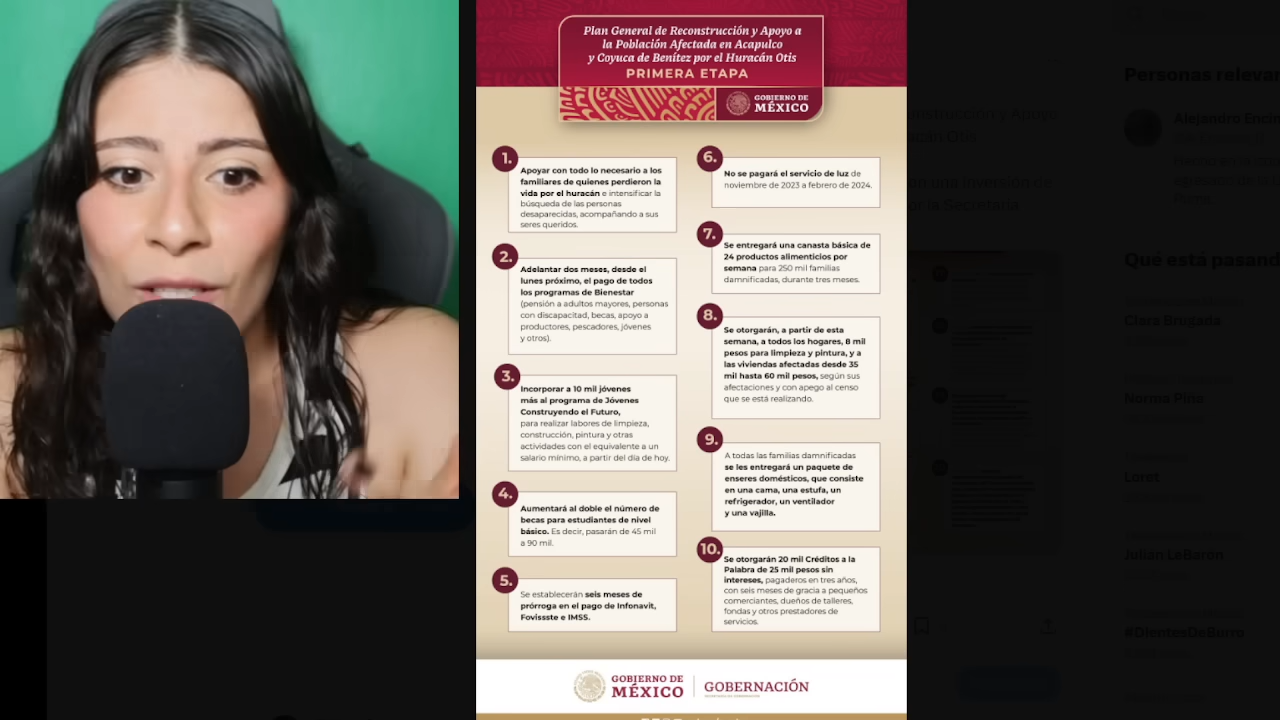 Plan General de Reconstrucción y Apoyo a
la Población Afectada en Acapulco
y Coyuca de Benítez por el Huracán Otis
PRIMERA ETAPA
GOBIERNO DE
MÉXICO
1.
Apoyar con todo lo necesario a los
familiares de quienes perdieron la
vida por el huracán e intensificar la
búsqueda de las personas
desaparecidas, acompañando a sus
seres queridos.
2.
Adelantar dos meses, desde el
lunes próximo, el pago de todos
los programas de Bienestar
(pensión a adultos mayores, personas
con discapacitad, becas, apoyo a
productores, pescadores, jóvenes
y otros).
3.
Incorporar a 10 mil jóvenes
más al programa de Jóvenes
Construyendo el Futuro,
para realizar labores de limpieza,
construcción, pintura y otras
actividades con el equivalente a un
salario mínimo, a partir del día de hoy.
4.
Aumentará al doble el número de
becas para estudiantes de nivel
básico. Es decir, pasarán de 45 mil
a 90 mil.
5.
Se establecerán seis meses de
prórroga en el pago de Infonavit,
Fovissste e IMSS.
6.
No se pagará el servicio de luz de
noviembre de 2023 a febrero de 2024.
7.
Se entregará una canasta básica de
24 productos alimenticios por
semana para 250 mil familias
damnificadas, durante tres meses.
8.
Se otorgarán, a partir de esta
semana, a todos los hogares, 8 mil
pesos para limpieza y pintura, y a
las viviendas afectadas desde 35
mil hasta 60 mil pesos, según sus
afectaciones y con apego al censo
que se está realizando.
9.
A todas las familias damnificadas
se les entregará un paquete de
enseres domésticos, que consiste
en una cama, una estufa, un
refrigerador, un ventilador
y una vajilla.
10.
Se otorgarán 20 mil Créditos a la
Palabra de 25 mil pesos sin
intereses, pagaderos en tres años,
con seis meses de gracia a pequeños
comerciantes, dueños de talleres,
fondas y otros prestadores de
servicios.
GOBIERNO DE
MÉXICO
GOBERNACIÓN
Personas releva
Alejandro Enci
Que está pasand
Clara Brugada
Norma Piña
Loret
Julián LeBarón
#DientesDeBurro